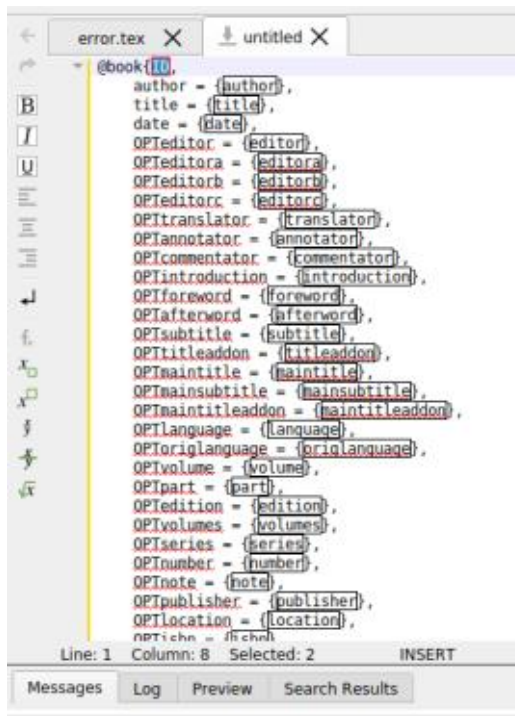 error.tex untitled
@book{ID,
author = {author},
title = {title},
date = {date},
OPTeditor = {editor},
OPTeditora = {editora},
OPTeditorb = {editorb},
OPTeditorc = {editorc},
OPTtranslator = {translator},
OPTannotator = {annotator},
OPTcommentator = {commentator},
OPTintroduction = {introduction},
OPTforeword = {foreword},
OPTafterword = {afterword},
OPTsubtitle = {subtitle},
OPTtitleaddon = {titleaddon},
OPTmaintitle = {maintitle},
OPTmainsubtitle = {mainsubtitle},
OPTmaintitleaddon = {maintitleaddon},
OPTlanguage = {language},
OPToriglanguage = {origlanguage},
OPTvolume = {volume},
OPTpart = {part},
OPTedition = {edition},
OPTvolumes = {volumes},
OPTseries = {series},
OPTnumber = {number},
OPTnote = {note},
OPTpublisher = {publisher},
OPTlocation = {location},
OPTisbn = {isbn
Line: 1 Column: 8 Selected: 2 INSERT
Messages Log Preview Search Results